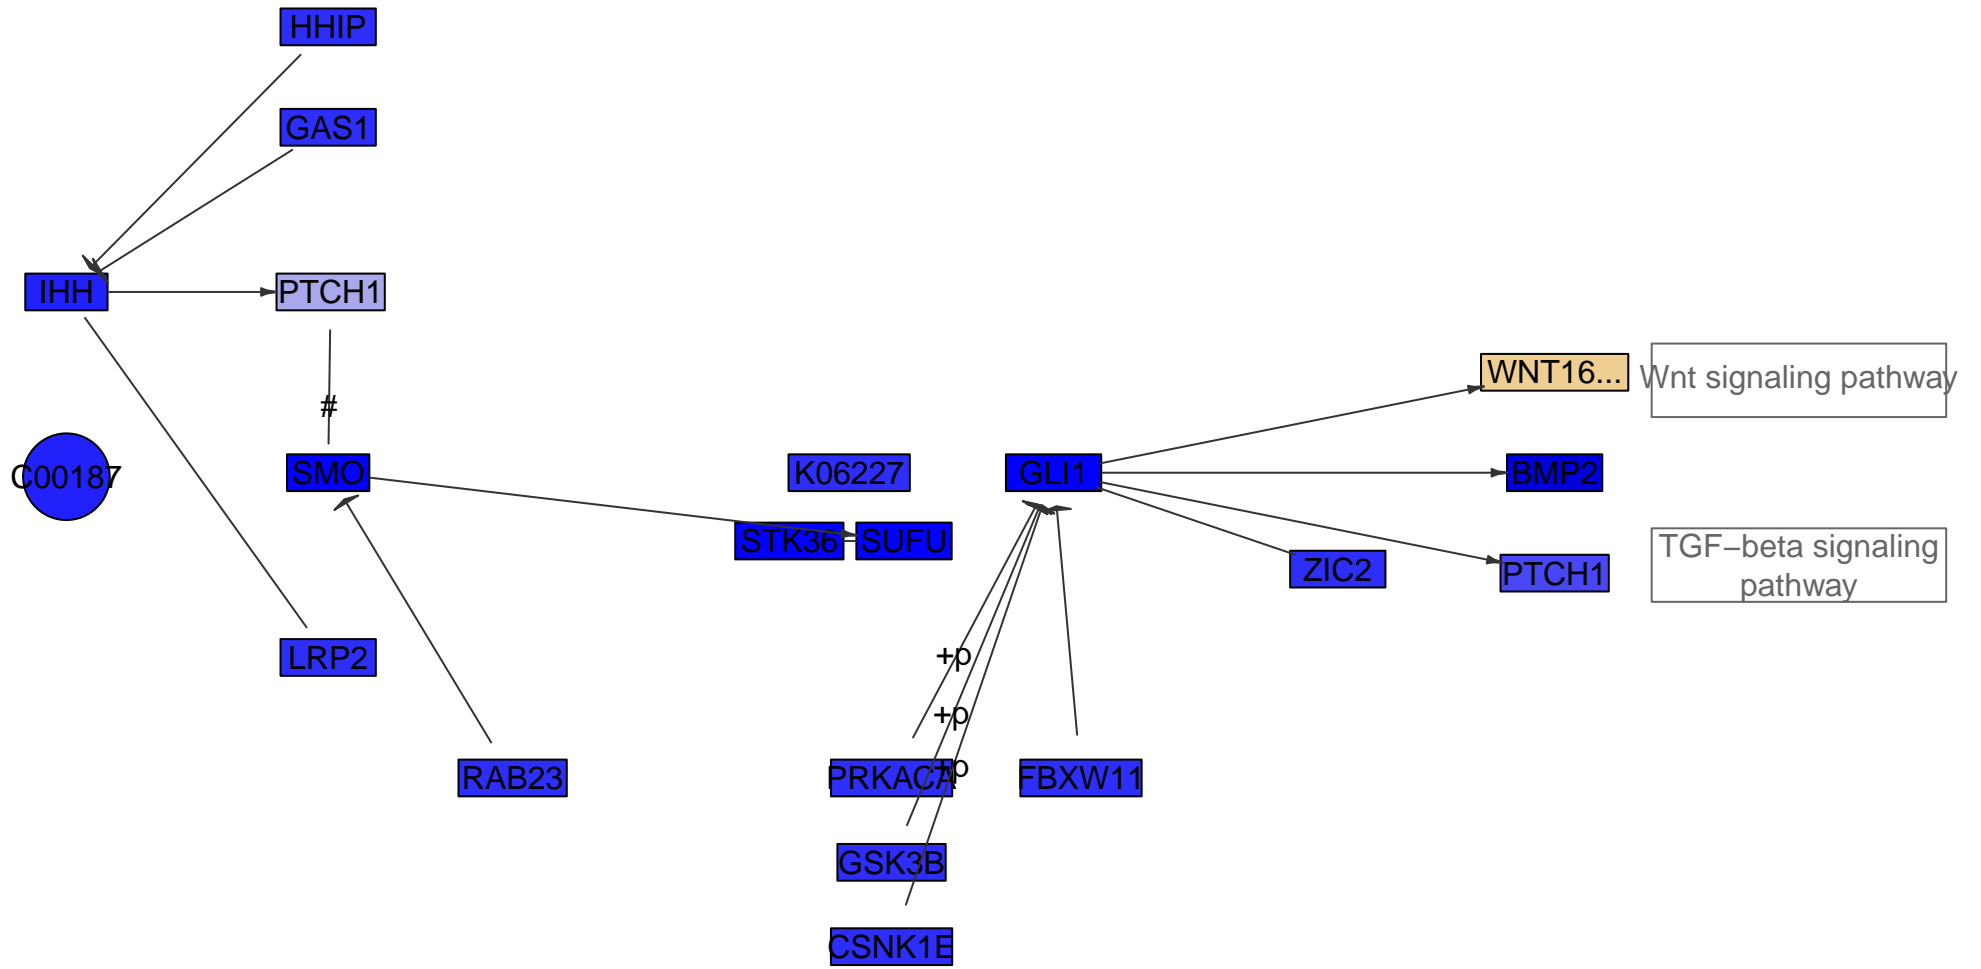 HHIP
GAS1
IHH
PTCH1
WNT16...
Wnt signaling pathway
#
C00187
SMO
K06227
GLI1
BMP2
STK36
SUFU
ZIC2
PTCH1
TGF−beta signaling
pathway
LRP2
+p
+p
+p
RAB23
PRKACA
FBXW11
GSK3B
CSNK1E